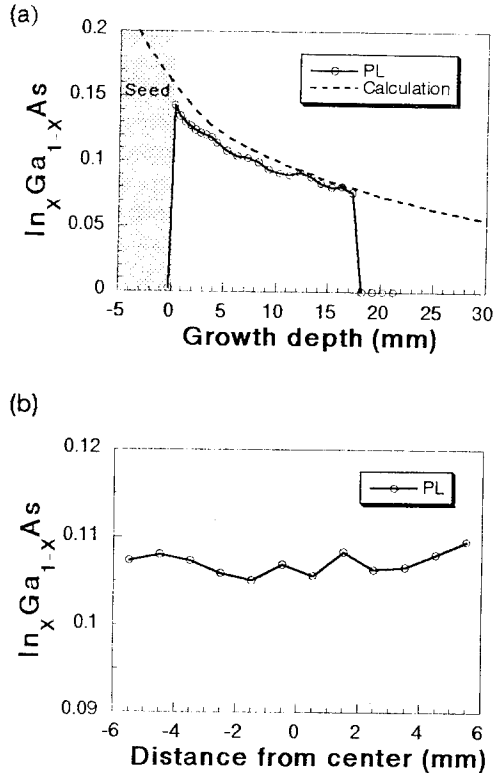 (a)
0.2
PL
Calculation
Seed
0.15
0.1
0.05
0
InxGa1-xAs
-5 0 5 10 15 20 25 30
Growth depth (mm)
(b)
0.12
PL
0.11
0.1
0.09
InxGa1-xAs
-6 -4 -2 0 2 4 6
Distance from center (mm)